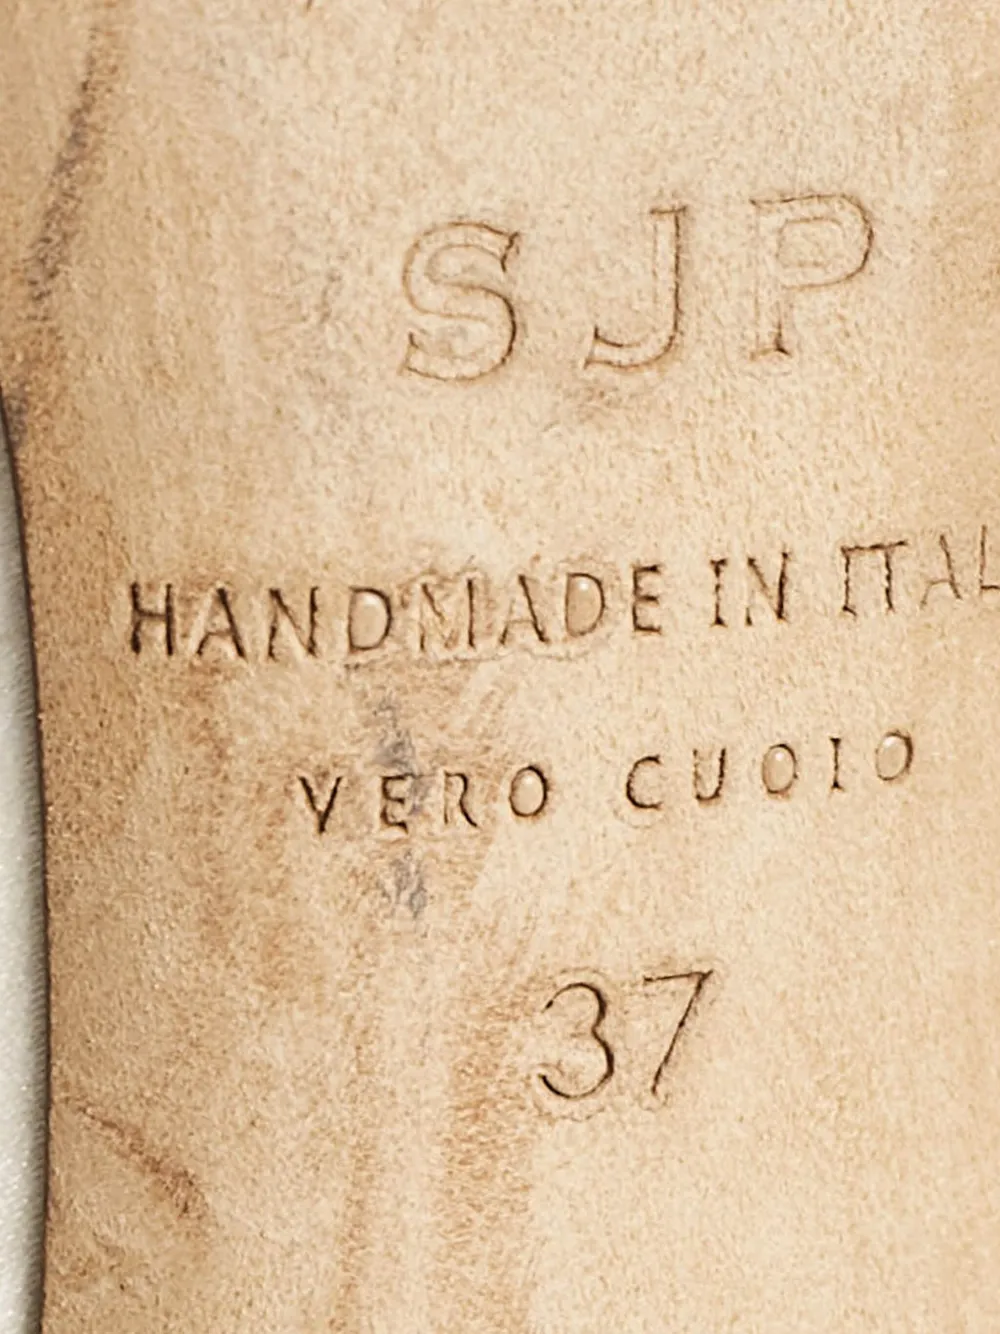 SJP
HANDMADE IN ITAL
VERO CUOIO
37